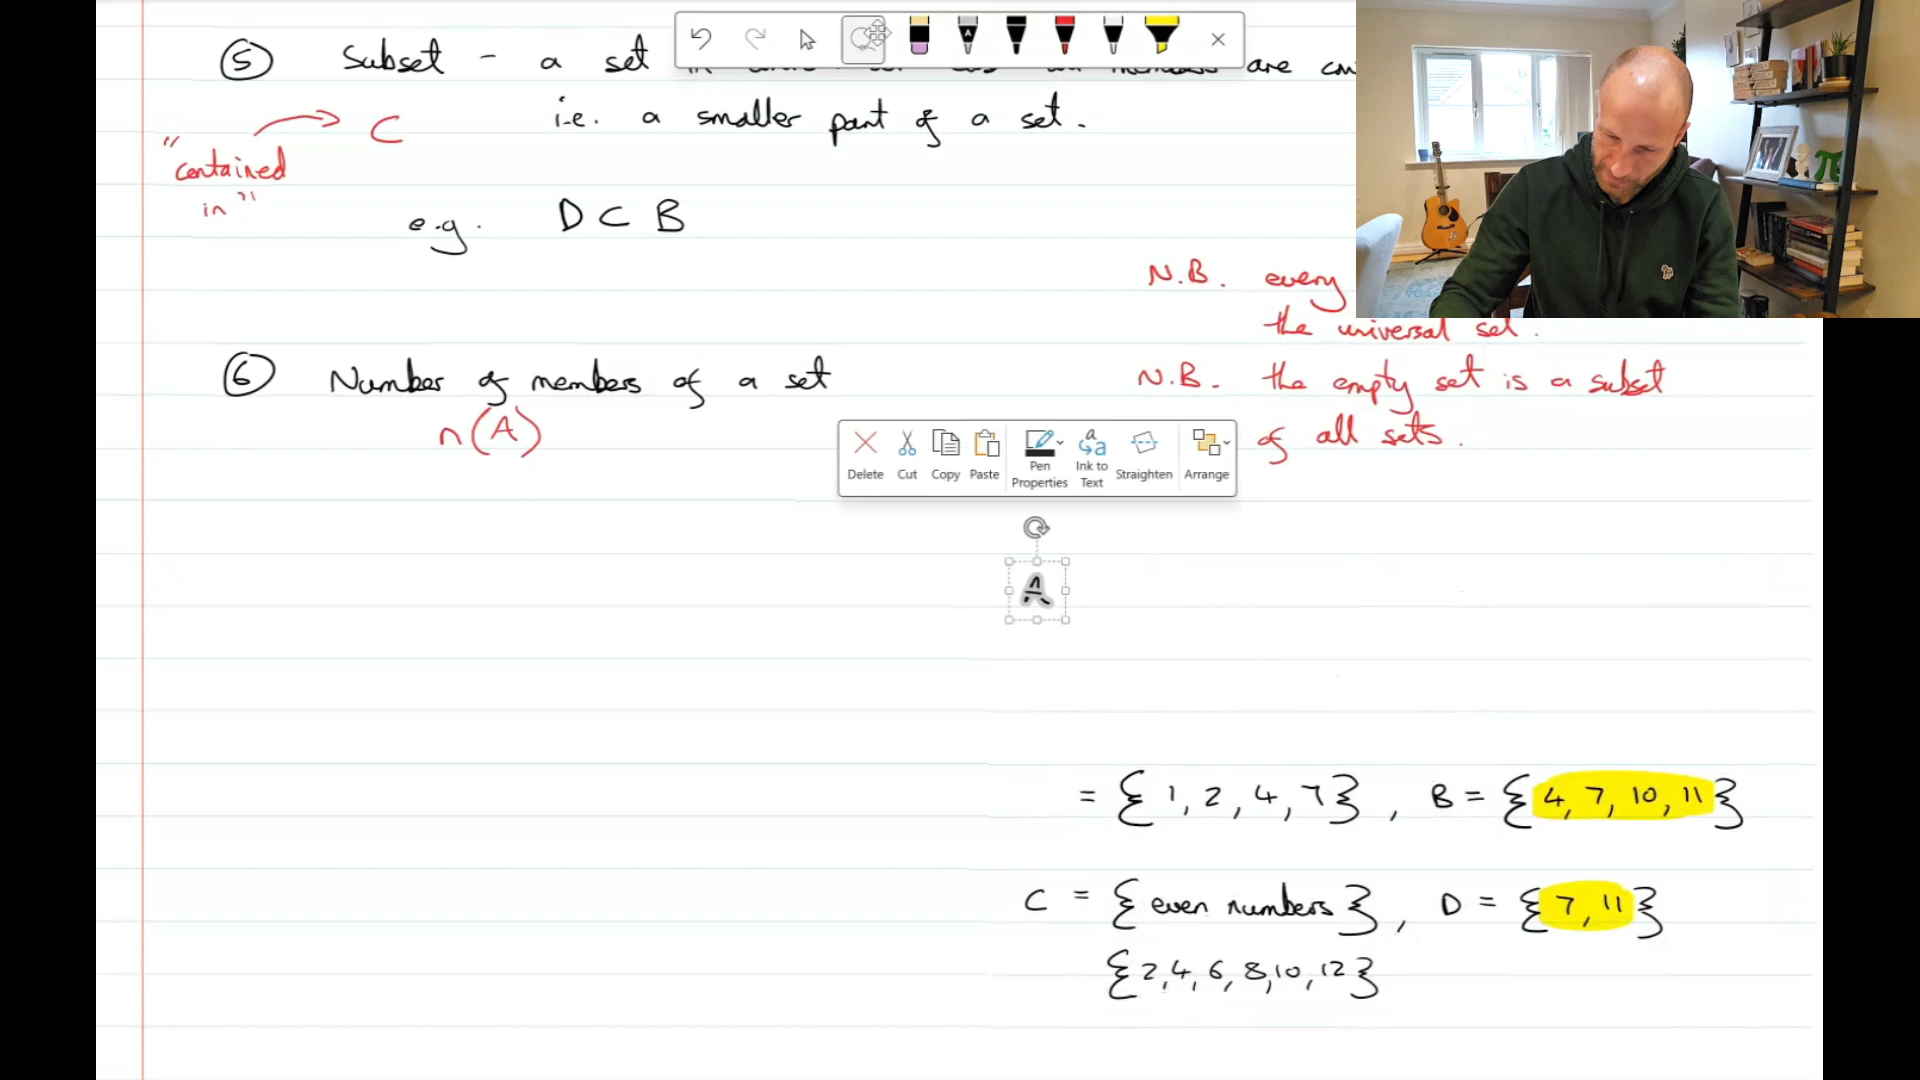 ⑤ Subset - a set are
i.e. a smaller part of a set.
"contained in" → ⊂
e.g. D ⊂ B
N.B. every
the universal set.
⑥ Number of members of a set
n(A)
N.B. the empty set is a subset
of all sets.
Delete Cut Copy Paste Pen Properties Ink to Text Straighten Arrange
A
= {1, 2, 4, 7}, B = {4, 7, 10, 11}
C = {even numbers}, D = {7, 11}
{2, 4, 6, 8, 10, 12}